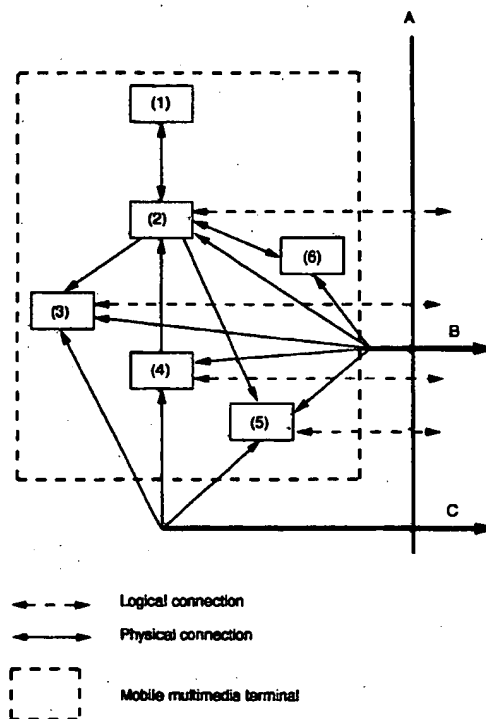 A
(1)
(2)
(6)
(3)
B
(4)
(5)
C
Logical connection
Physical connection
Mobile multimedia terminal